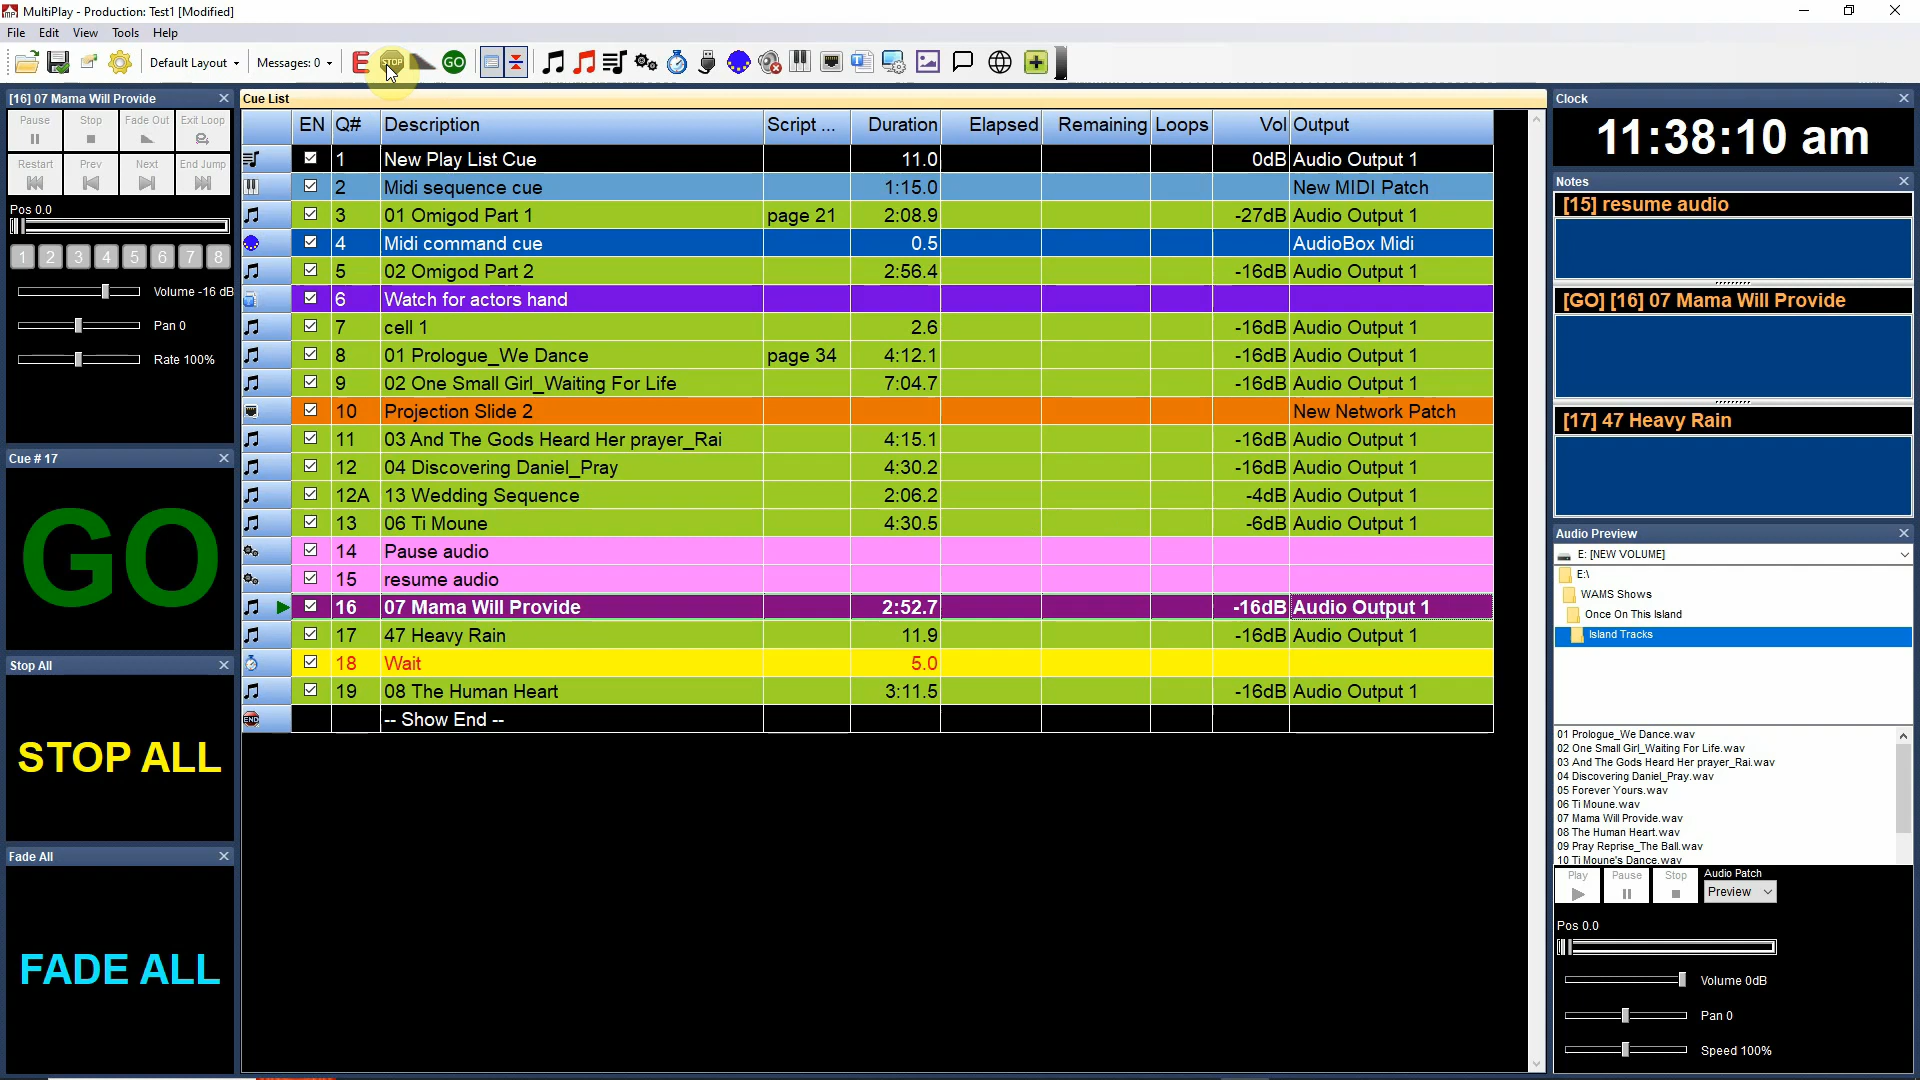 MultiPlay - Production: Test1 [Modified]
File Edit View Tools Help
Default Layout Messages: 0 E STOP GO
[16] 07 Mama Will Provide
Pause Stop Fade Out Exit Loop
Restart Prev Next End Jump
Pos 0.0
1 2 3 4 5 6 7 8
Volume -16 dB
Pan 0
Rate 100%
Cue # 17
GO
Stop All
STOP ALL
Fade All
FADE ALL
Cue List
EN Q# Description Script ... Duration Elapsed Remaining Loops Vol Output
1 New Play List Cue 11.0 0dB Audio Output 1
2 Midi sequence cue 1:15.0 New MIDI Patch
3 01 Omigod Part 1 page 21 2:08.9 -27dB Audio Output 1
4 Midi command cue 0.5 AudioBox Midi
5 02 Omigod Part 2 2:56.4 -16dB Audio Output 1
6 Watch for actors hand
7 cell 1 2.6 -16dB Audio Output 1
8 01 Prologue_We Dance page 34 4:12.1 -16dB Audio Output 1
9 02 One Small Girl_Waiting For Life 7:04.7 -16dB Audio Output 1
10 Projection Slide 2 New Network Patch
11 03 And The Gods Heard Her prayer_Rai 4:15.1 -16dB Audio Output 1
12 04 Discovering Daniel_Pray 4:30.2 -16dB Audio Output 1
12A 13 Wedding Sequence 2:06.2 -4dB Audio Output 1
13 06 Ti Moune 4:30.5 -6dB Audio Output 1
14 Pause audio
15 resume audio
16 07 Mama Will Provide 2:52.7 -16dB Audio Output 1
17 47 Heavy Rain 11.9 -16dB Audio Output 1
18 Wait 5.0
19 08 The Human Heart 3:11.5 -16dB Audio Output 1
END -- Show End --
Clock
11:38:10 am
Notes
[15] resume audio
[GO] [16] 07 Mama Will Provide
[17] 47 Heavy Rain
Audio Preview
E: [NEW VOLUME]
E:\
WAMS Shows
Once On This Island
Island Tracks
01 Prologue_We Dance.wav
02 One Small Girl_Waiting For Life.wav
03 And The Gods Heard Her prayer_Rai.wav
04 Discovering Daniel_Pray.wav
05 Forever Yours.wav
06 Ti Moune.wav
07 Mama Will Provide.wav
08 The Human Heart.wav
09 Pray Reprise_The Ball.wav
10 Ti Moune's Dance.wav
Play Pause Stop Audio Patch
Preview
Pos 0.0
Volume 0dB
Pan 0
Speed 100%